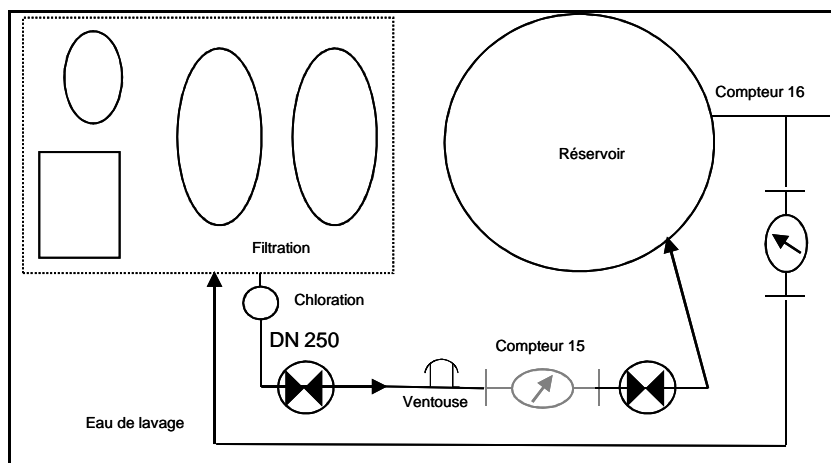 Compteur 16
Réservoir
Filtration
Chloration
DN 250
Compteur 15
Ventouse
Eau de lavage